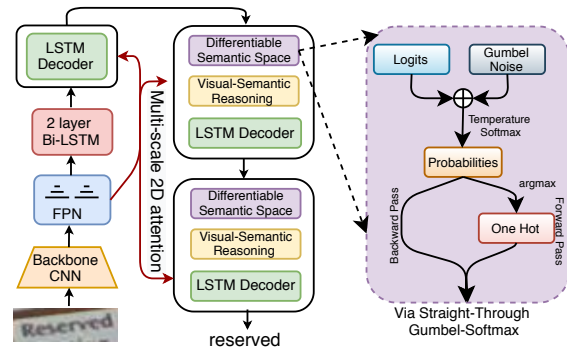 LSTM
Decoder
2 layer
Bi-LSTM
FPN
Backbone
CNN
Reserved
Multi-scale 2D attention
Differentiable
Semantic Space
Visual-Semantic
Reasoning
LSTM Decoder
Differentiable
Semantic Space
Visual-Semantic
Reasoning
LSTM Decoder
reserved
Logits
Gumbel
Noise
Temperature
Softmax
Probabilities
argmax
One Hot
Backward Pass
Forward Pass
Via Straight-Through
Gumbel-Softmax